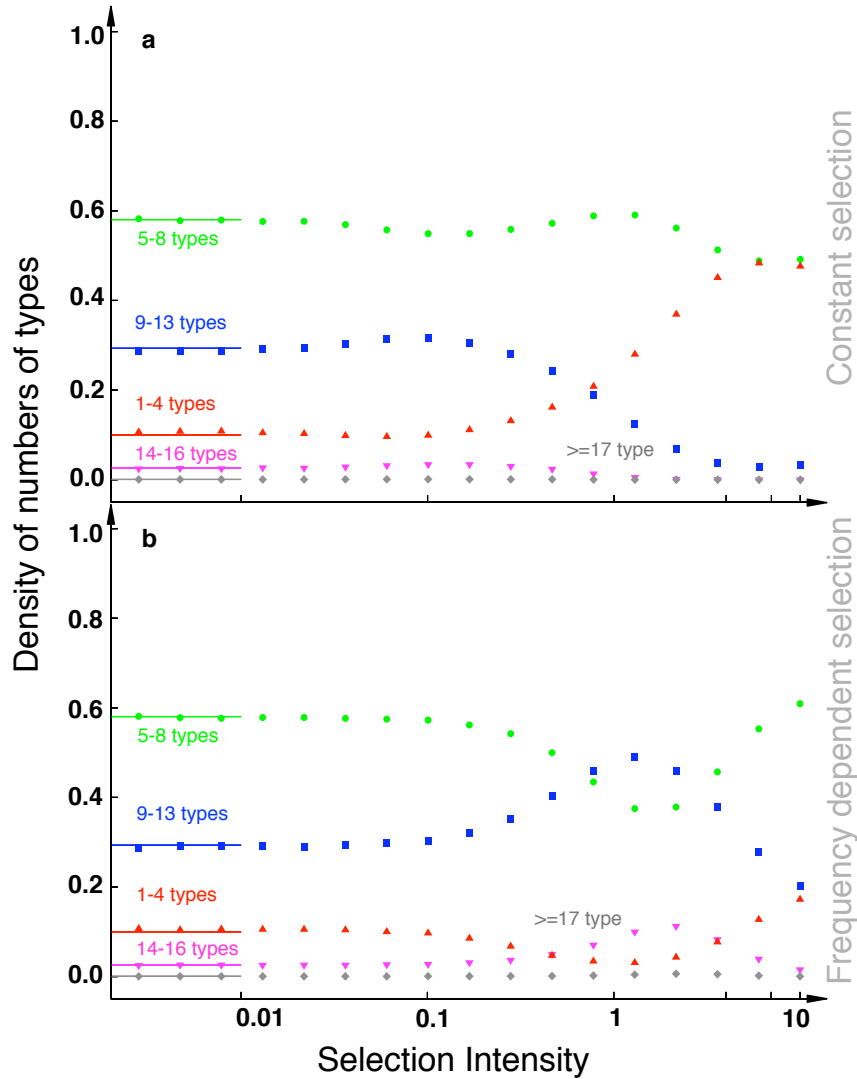 a
1.0
0.8
0.6
0.4
0.2
0.0
5-8 types
9-13 types
1-4 types
14-16 types
>=17 type
Constant selection
b
1.0
0.8
0.6
0.4
0.2
0.0
5-8 types
9-13 types
1-4 types
14-16 types
>=17 type
Frequency dependent selection
Density of numbers of types
0.01
0.1
1
10
Selection Intensity